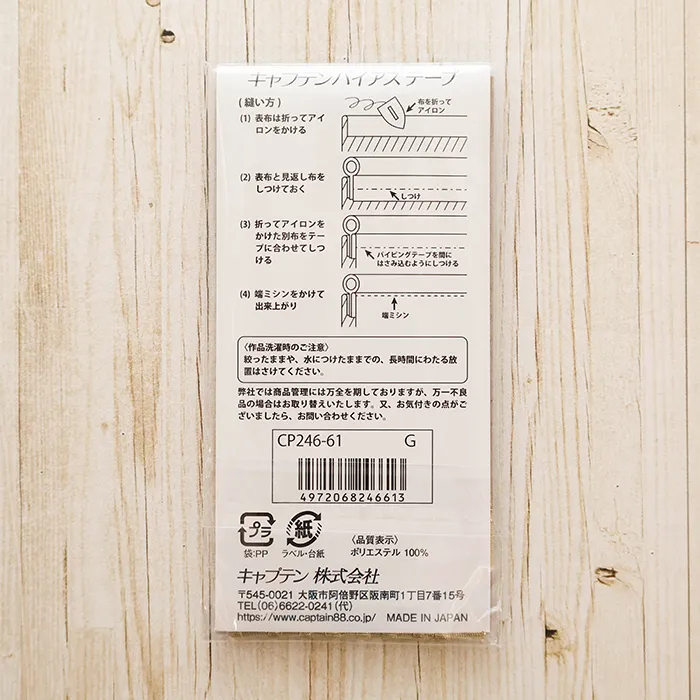 キャプテンバイアステープ
(縫い方)
(1) 表布は折ってアイ
ロンをかける
布を折って
アイロン
(2) 表布と見返し布を
しつけておく
しつけ
(3) 折ってアイロンを
かけた別布をテー
プに合わせてしつ
ける
パイピングテープを間に
はさみ込むようにしつける
(4) 端ミシンをかけて
出来上がり
端ミシン
〈作品洗濯時のご注意〉
絞ったままや、水につけたままでの、長時間にわたる放
置はさけてください。
弊社では商品管理には万全を期しておりますが、万一不良
品の場合はお取り替えいたします。又、お気付きの点がご
ざいましたら、お問い合わせください。
CP246-61 G
4972068246613
プラ
袋:PP
紙
ラベル・台紙
〈品質表示〉
ポリエステル 100%
キャプテン 株式会社
〒545-0021 大阪市阿倍野区阪南町1丁目7番15号
TEL(06)6622-0241(代)
https://www.captain88.co.jp/ MADE IN JAPAN